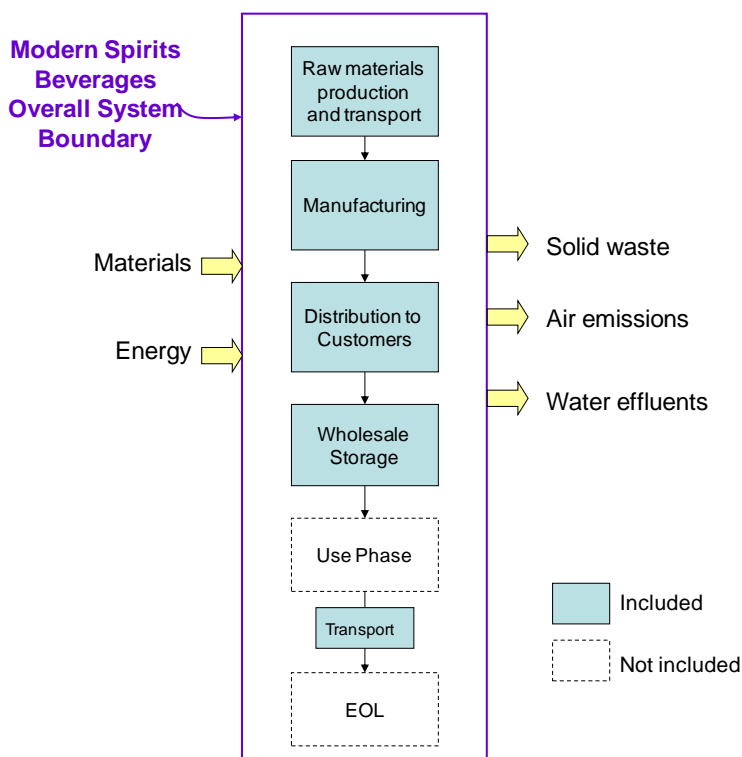 Modern Spirits
Beverages
Overall System
Boundary
Raw materials
production
and transport
Manufacturing
Materials
Solid waste
Distribution to
Customers
Air emissions
Energy
Water effluents
Wholesale
Storage
Use Phase
Included
Transport
Not included
EOL